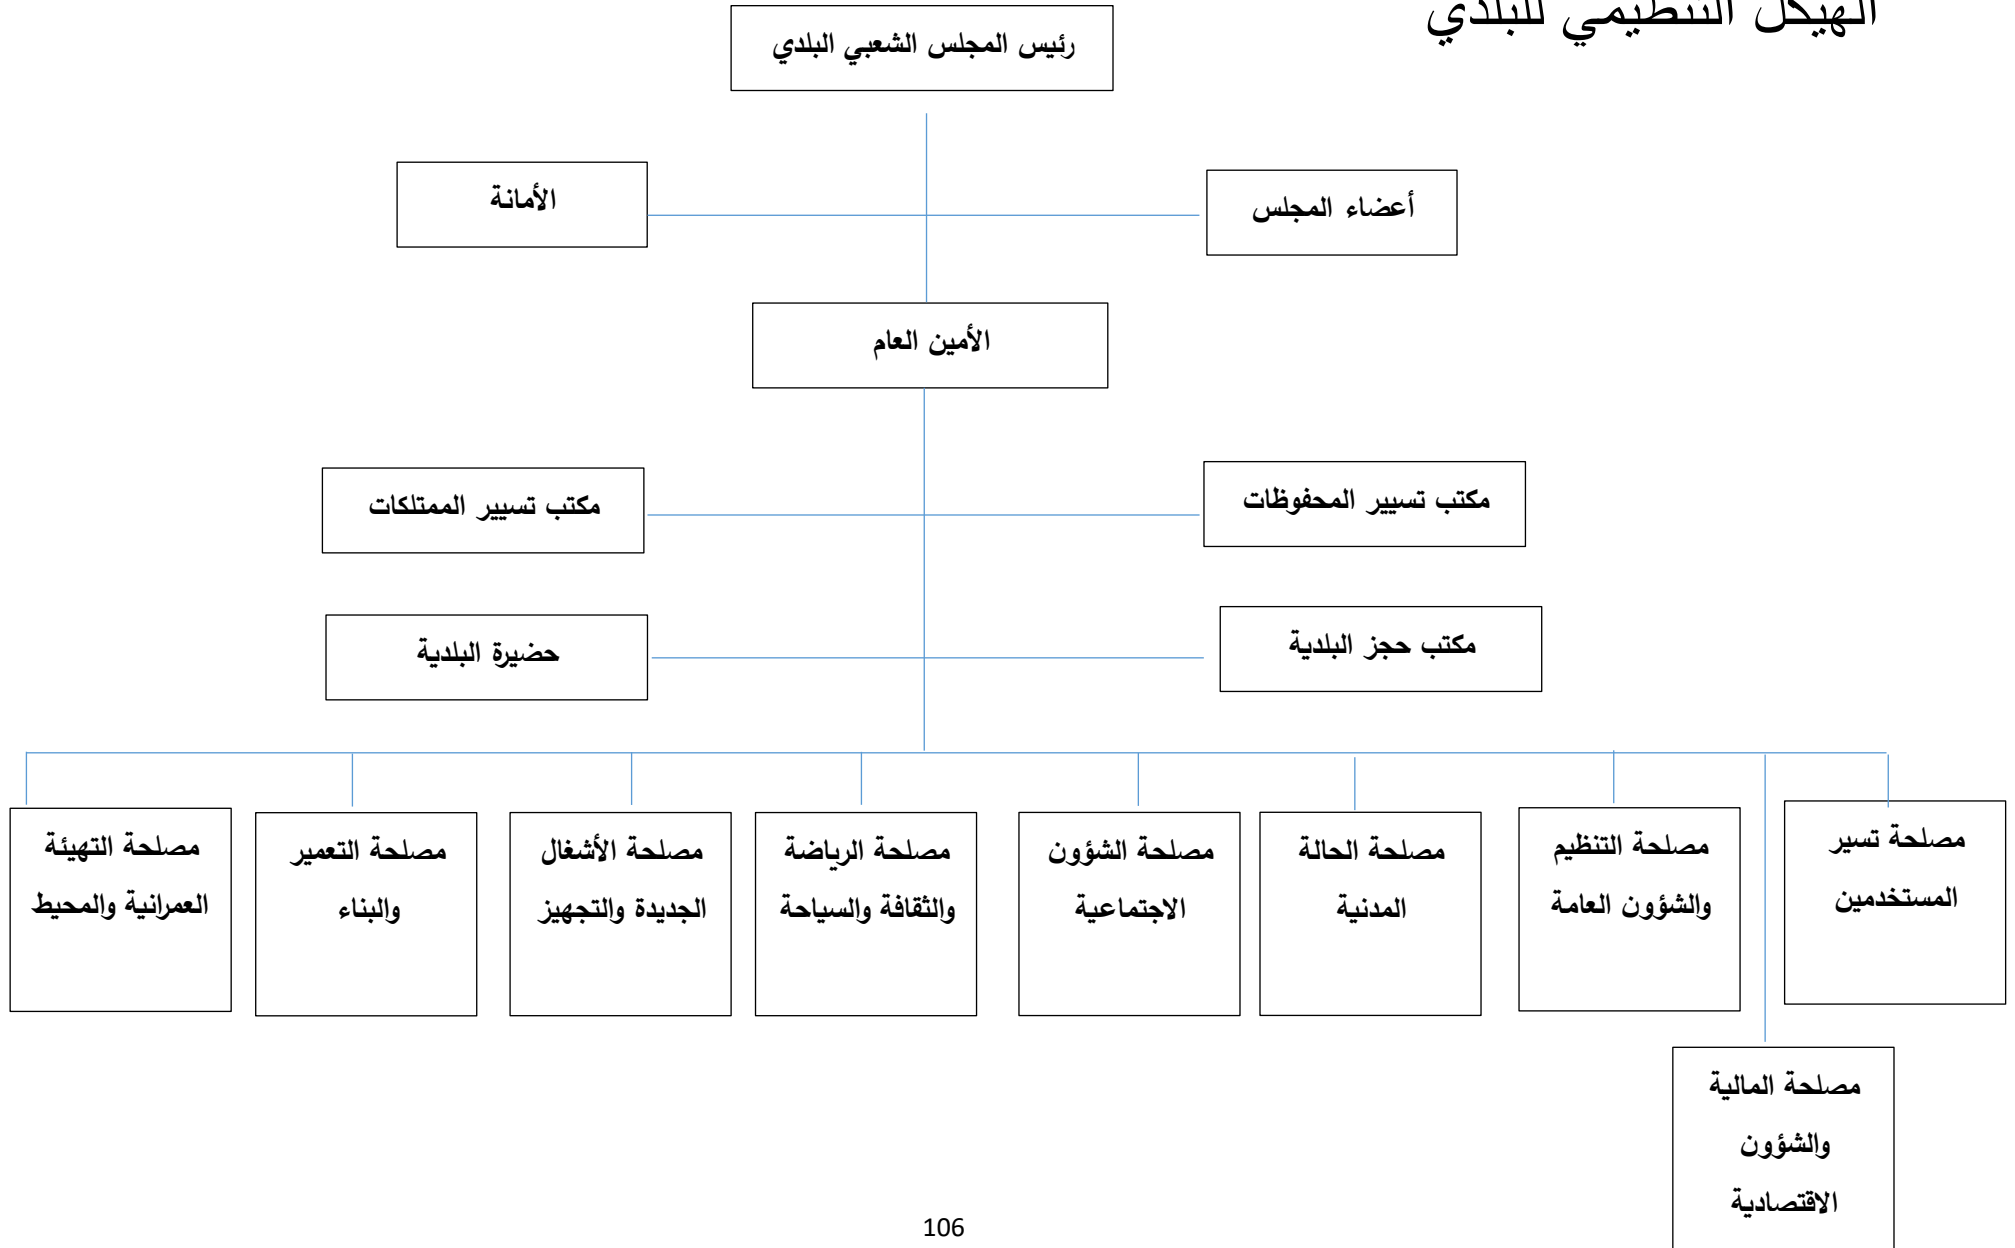 الهيكل التنظيمي للبلدي
رئيس المجلس الشعبي البلدي
أعضاء المجلس
الأمانة
الأمين العام
مكتب تسيير المحفوظات
مكتب تسيير الممتلكات
مكتب حجز البلدية
حضيرة البلدية
مصلحة تسير
المستخدمين
مصلحة التنظيم
والشؤون العامة
مصلحة الحالة
المدنية
مصلحة الشؤون
الاجتماعية
مصلحة الرياضة
والثقافة والسياحة
مصلحة الأشغال
الجديدة والتجهيز
مصلحة التعمير
والبناء
مصلحة التهيئة
العمرانية والمحيط
مصلحة المالية
والشؤون
الاقتصادية
106